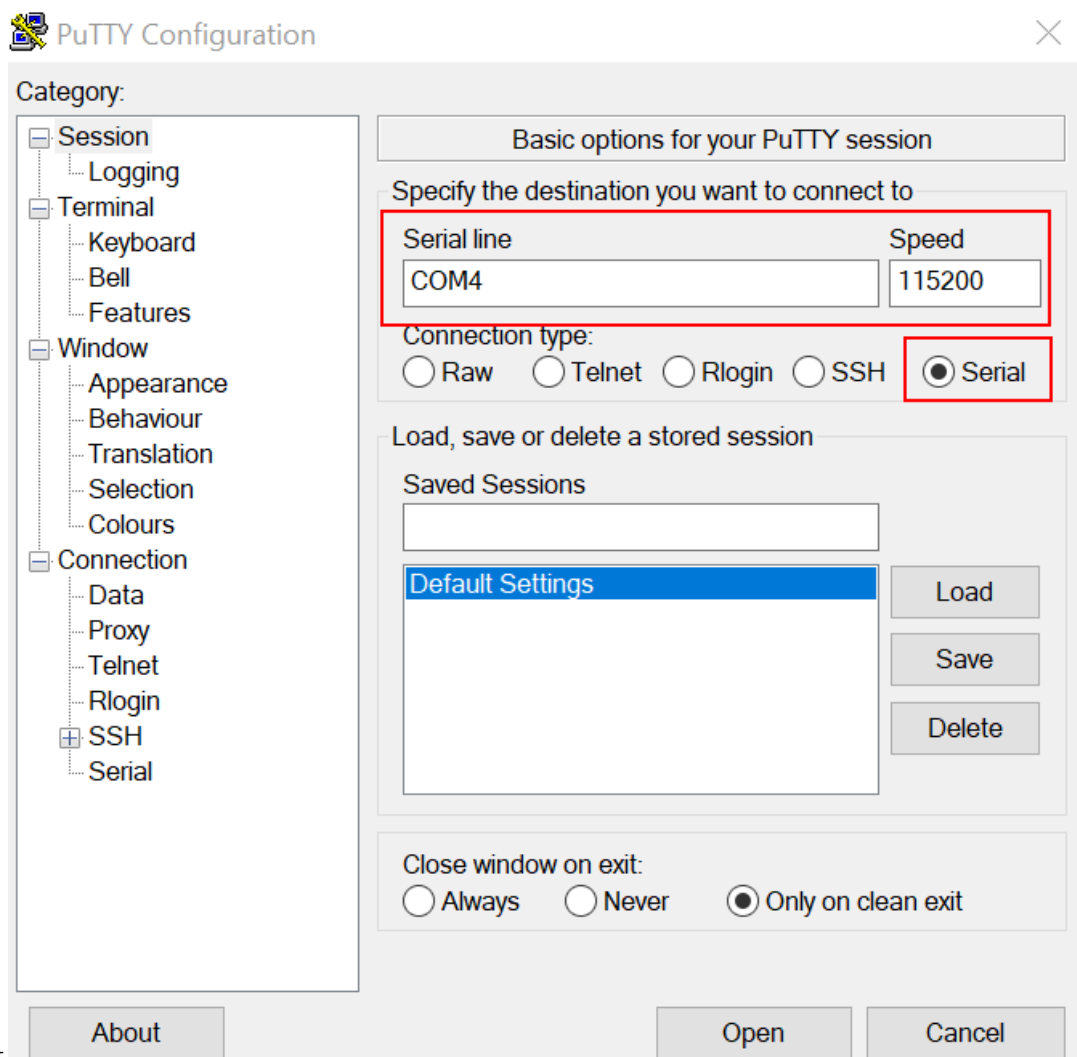 PuTTY Configuration
Category:
Session
Logging
Terminal
Keyboard
Bell
Features
Window
Appearance
Behaviour
Translation
Selection
Colours
Connection
Data
Proxy
Telnet
Rlogin
SSH
Serial
Basic options for your PuTTY session
Specify the destination you want to connect to
Serial line Speed
COM4 115200
Connection type:
Raw Telnet Rlogin SSH Serial
Load, save or delete a stored session
Saved Sessions
Default Settings
Load
Save
Delete
Close window on exit:
Always Never Only on clean exit
About Open Cancel